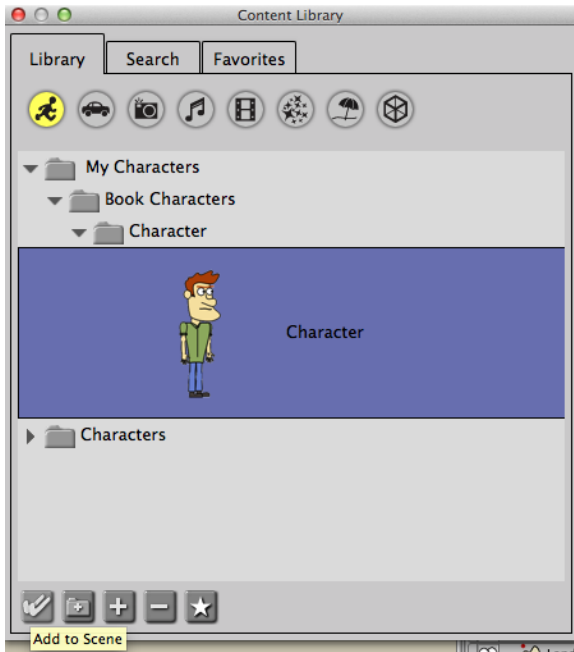 Content Library
Library Search Favorites
My Characters
Book Characters
Character
Character
Characters
Add to Scene